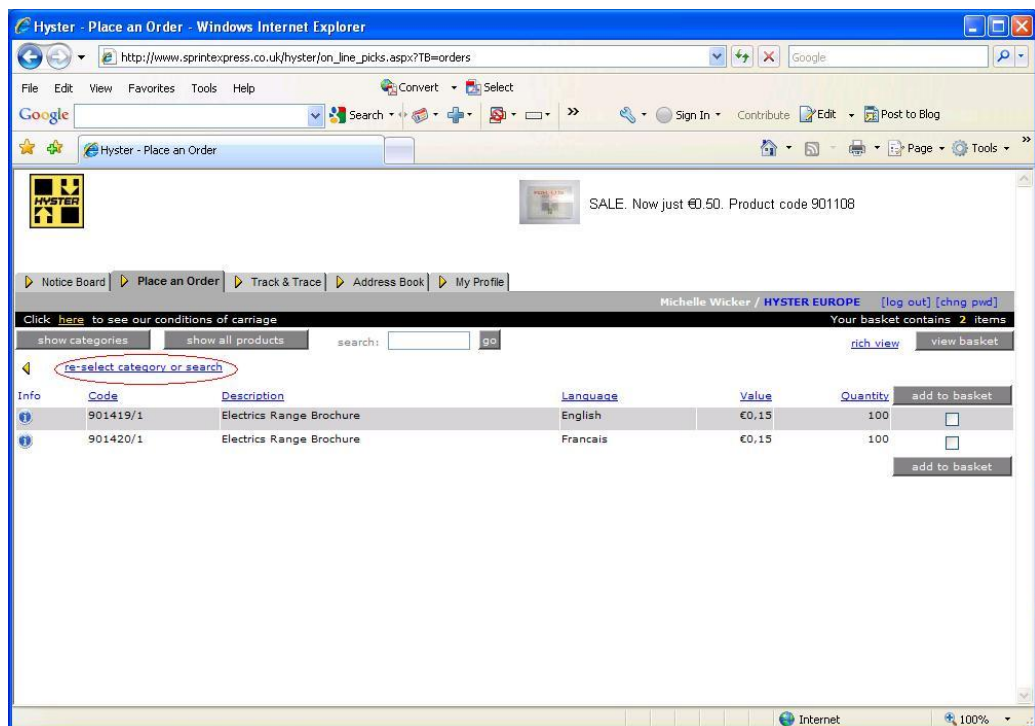 Hyster - Place an Order - Windows Internet Explorer
http://www.sprintexpress.co.uk/hyster/on_line_picks.aspx?TB=orders Google
File Edit View Favorites Tools Help Convert Select
Google Search » Sign In Contribute Edit Post to Blog
Hyster - Place an Order Page Tools »
HYSTER
SALE. Now just €0.50. Product code 901108
Notice Board Place an Order Track & Trace Address Book My Profile
Michelle Wicker / HYSTER EUROPE [log out] [chng pwd]
Click here to see our conditions of carriage Your basket contains 2 items
show categories show all products search: go rich view view basket
re-select category or search
Info Code Description Language Value Quantity add to basket
901419/1 Electrics Range Brochure English €0,15 100
901420/1 Electrics Range Brochure Francais €0,15 100
add to basket
Internet 100%